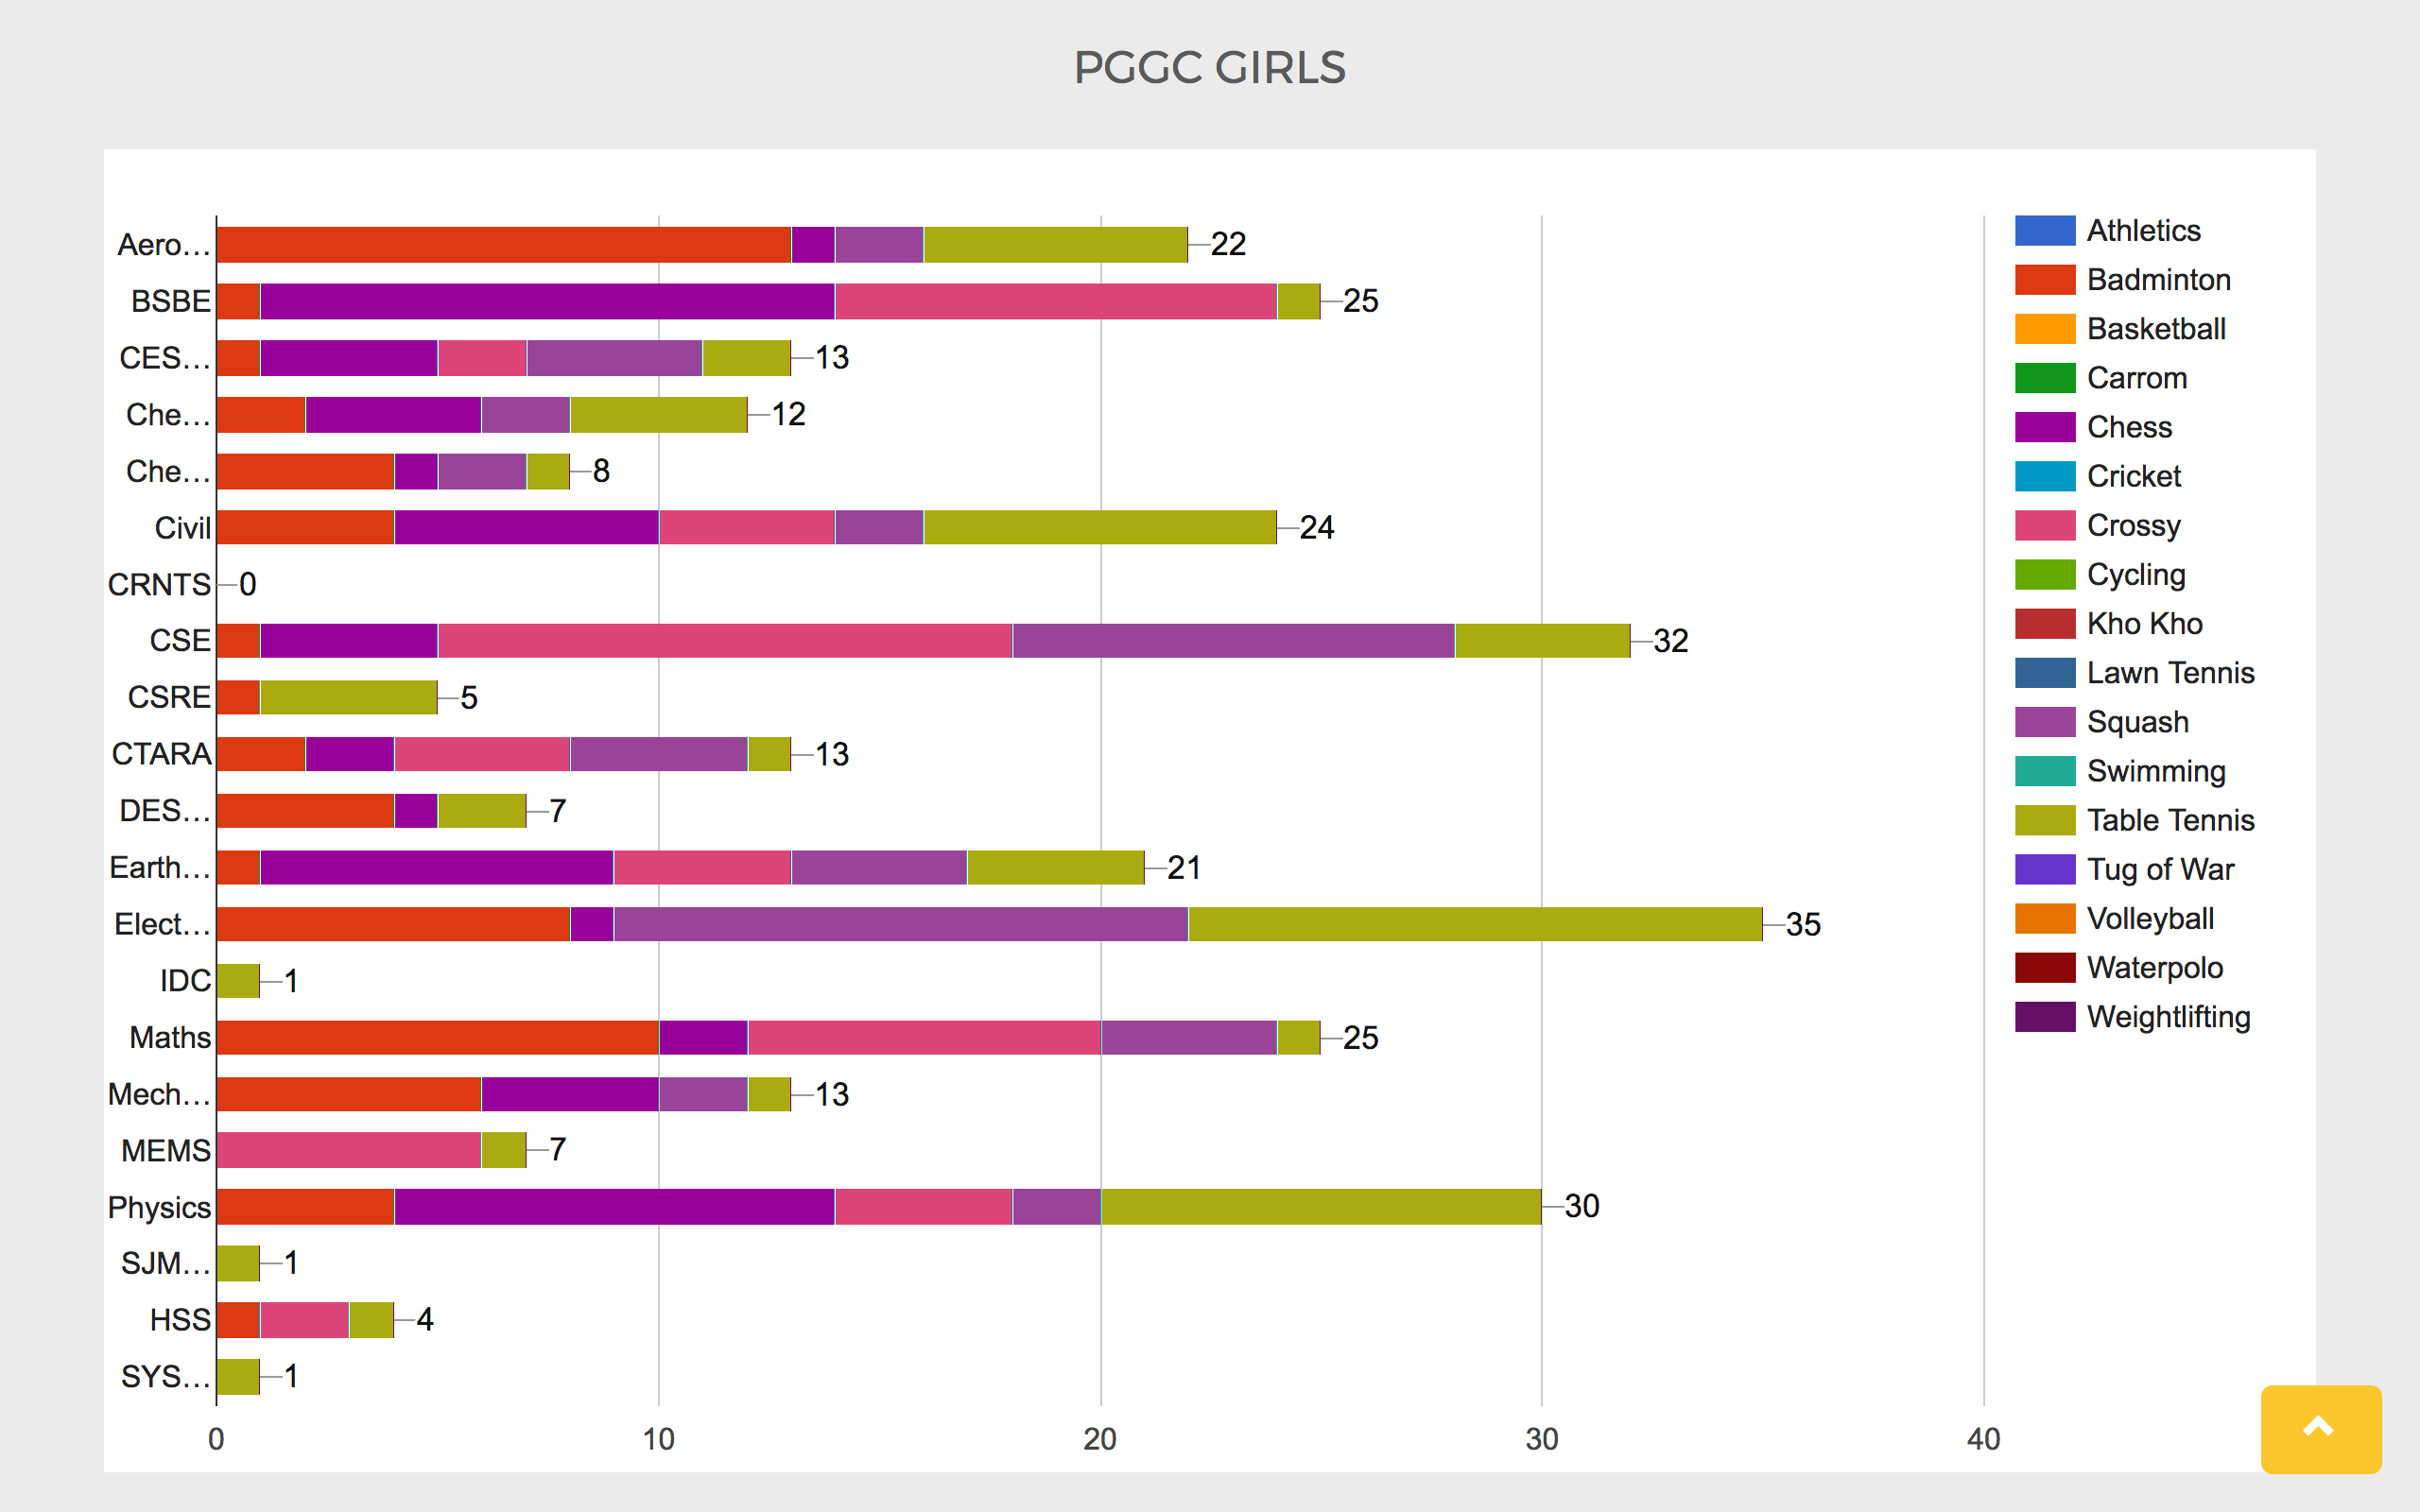 PGGC GIRLS
Aero... 22
BSBE 25
CES... 13
Che... 12
Che... 8
Civil 24
CRNTS 0
CSE 32
CSRE 5
CTARA 13
DES... 7
Earth... 21
Elect... 35
IDC 1
Maths 25
Mech... 13
MEMS 7
Physics 30
SJM... 1
HSS 4
SYS... 1
0 10 20 30 40
Athletics
Badminton
Basketball
Carrom
Chess
Cricket
Crossy
Cycling
Kho Kho
Lawn Tennis
Squash
Swimming
Table Tennis
Tug of War
Volleyball
Waterpolo
Weightlifting